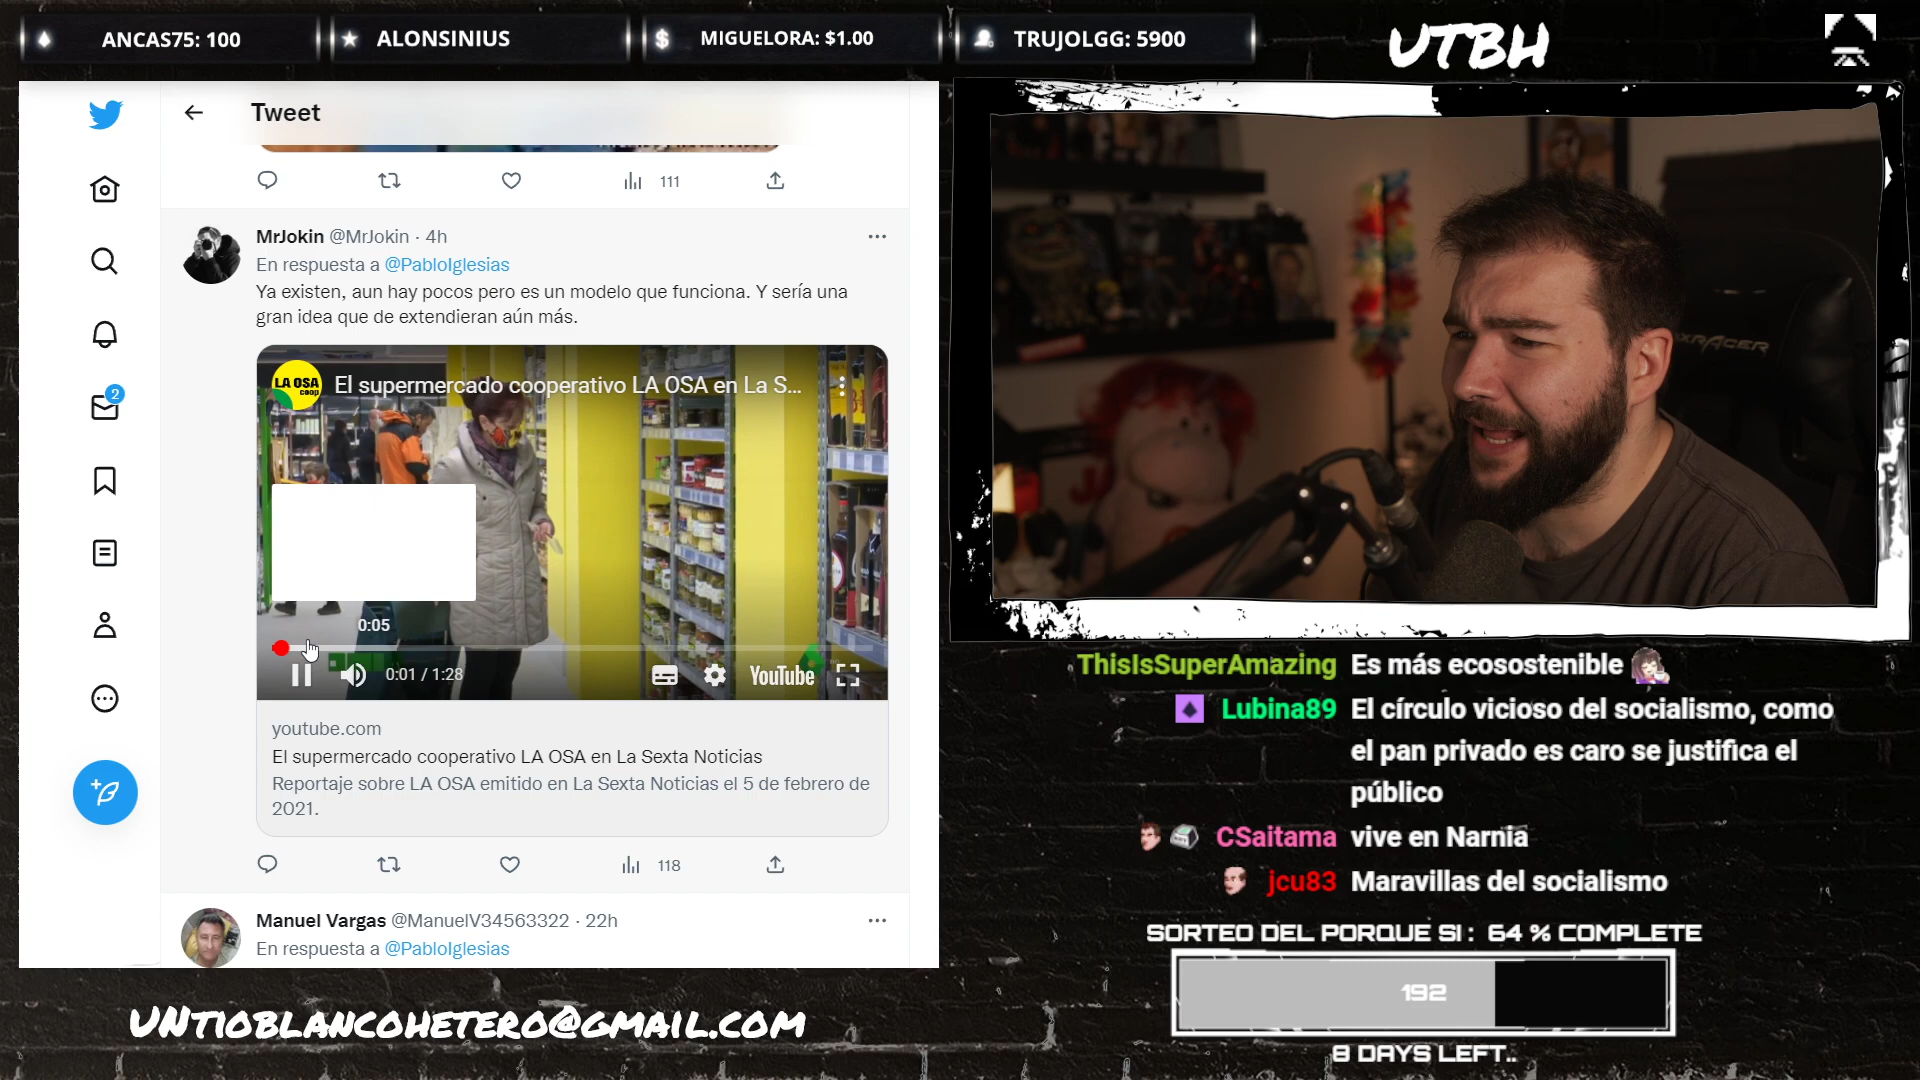 ANCAS75: 100
ALONSINIUS
MIGUELORA: $1.00
TRUJOLGG: 5900
UTBH
Tweet
111
MrJokin @MrJokin · 4h
En respuesta a @PabloIglesias
Ya existen, aun hay pocos pero es un modelo que funciona. Y sería una
gran idea que de extendieran aún más.
LA OSA
coop
El supermercado cooperativo LA OSA en La S...
0:05
0:01 / 1:28
YouTube
youtube.com
El supermercado cooperativo LA OSA en La Sexta Noticias
Reportaje sobre LA OSA emitido en La Sexta Noticias el 5 de febrero de
2021.
118
Manuel Vargas @ManuelV34563322 · 22h
En respuesta a @PabloIglesias
2
UNtioblancohetero@gmail.com
DXRACER
ThisIsSuperAmazing Es más ecosostenible
Lubina89 El círculo vicioso del socialismo, como
el pan privado es caro se justifica el
público
CSaitama vive en Narnia
jcu83 Maravillas del socialismo
SORTEO DEL PORQUE SI : 64 % COMPLETE
192
8 DAYS LEFT..